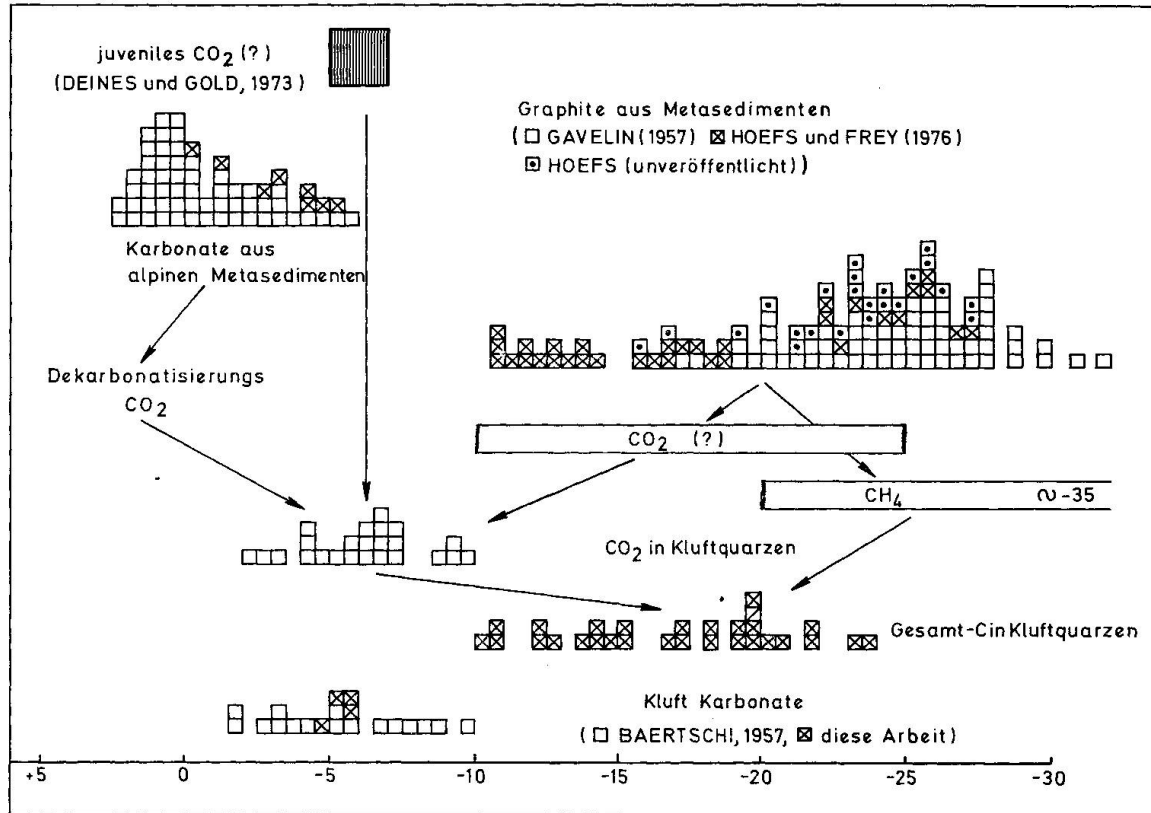 juveniles CO₂ (?)
(DEINES und GOLD, 1973)
Graphite aus Metasedimenten
( □ GAVELIN (1957) ⊠ HOEFS und FREY (1976)
⊡ HOEFS (unveröffentlicht))
Karbonate aus
alpinen Metasedimenten
Dekarbonatisierungs
CO₂
CO₂ (?)
CH₄ ∾ -35
CO₂ in Kluftquarzen
Gesamt-C in Kluftquarzen
Kluft Karbonate
( □ BAERTSCHI, 1957, ⊠ diese Arbeit)
+5 0 -5 -10 -15 -20 -25 -30